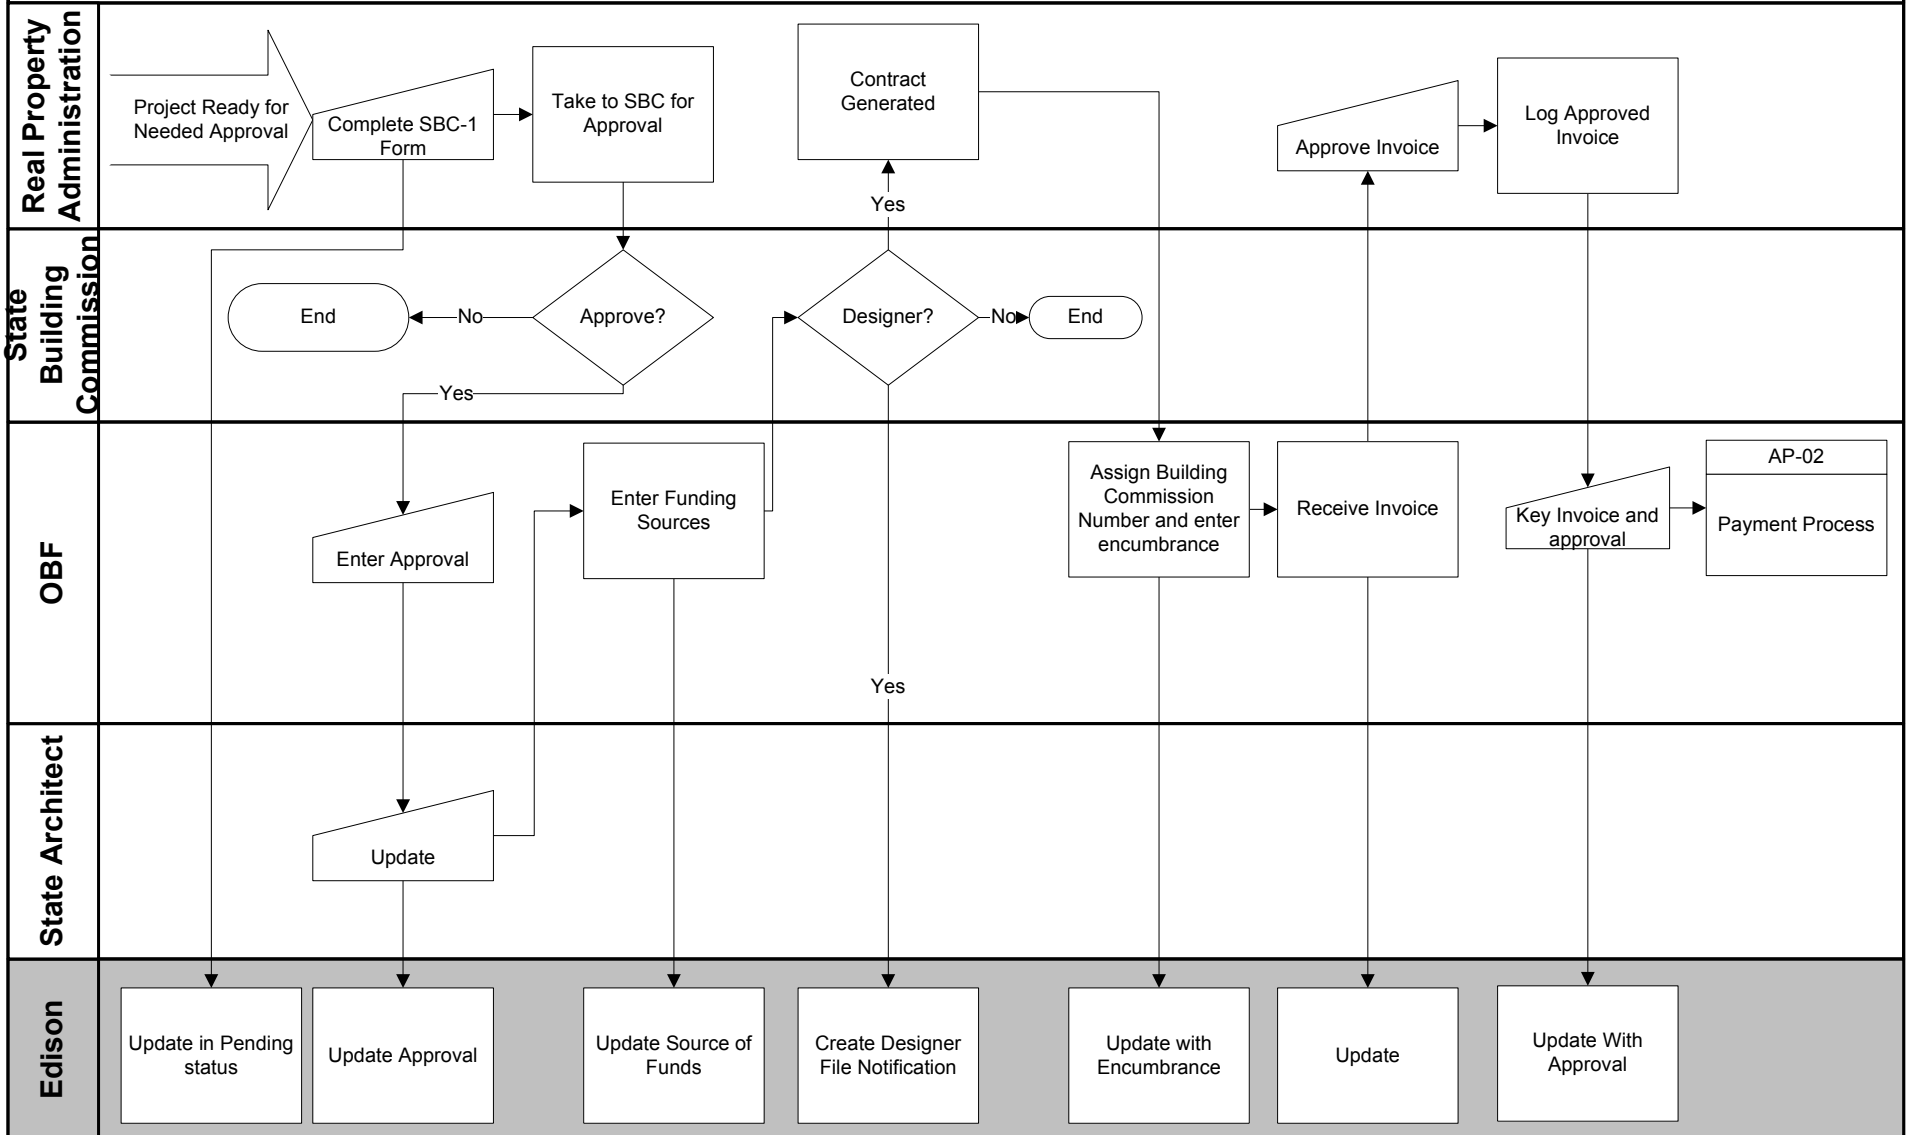 Real Property
Administration
Project Ready for
Needed Approval
Complete SBC-1
Form
Take to SBC for
Approval
Contract
Generated
Yes
Approve Invoice
Log Approved
Invoice
State
Building
Commission
End
No
Approve?
Yes
Designer?
No
End
OBF
Enter Approval
Enter Funding
Sources
Yes
Assign Building
Commission
Number and enter
encumbrance
Receive Invoice
Key Invoice and
approval
AP-02
Payment Process
State Architect
Update
Edison
Update in Pending
status
Update Approval
Update Source of
Funds
Create Designer
File Notification
Update with
Encumbrance
Update
Update With
Approval